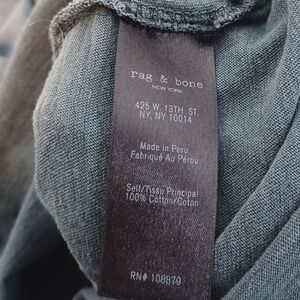 rag & bone
NEW YORK
425 W. 13TH ST.
NY, NY 10014
Made in Peru
Fabriqué Au Pérou
Self/Tissu Principal
100% Cotton/Coton
RN# 108879